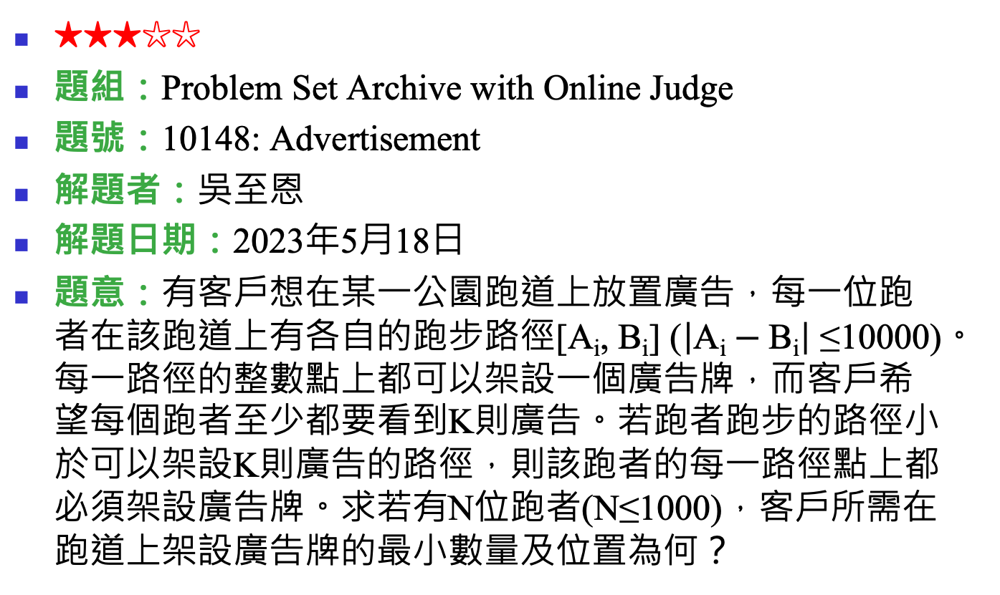 ★★★☆☆
題組：Problem Set Archive with Online Judge
題號：10148: Advertisement
解題者：吳至恩
解題日期：2023年5月18日
題意：有客戶想在某一公園跑道上放置廣告，每一位跑
者在該跑道上有各自的跑步路徑[Ai, Bi] (|Ai – Bi| ≤10000)。
每一路徑的整數點上都可以架設一個廣告牌，而客戶希
望每個跑者至少都要看到K則廣告。若跑者跑步的路徑小
於可以架設K則廣告的路徑，則該跑者的每一路徑點上都
必須架設廣告牌。求若有N位跑者(N≤1000)，客戶所需在
跑道上架設廣告牌的最小數量及位置為何？